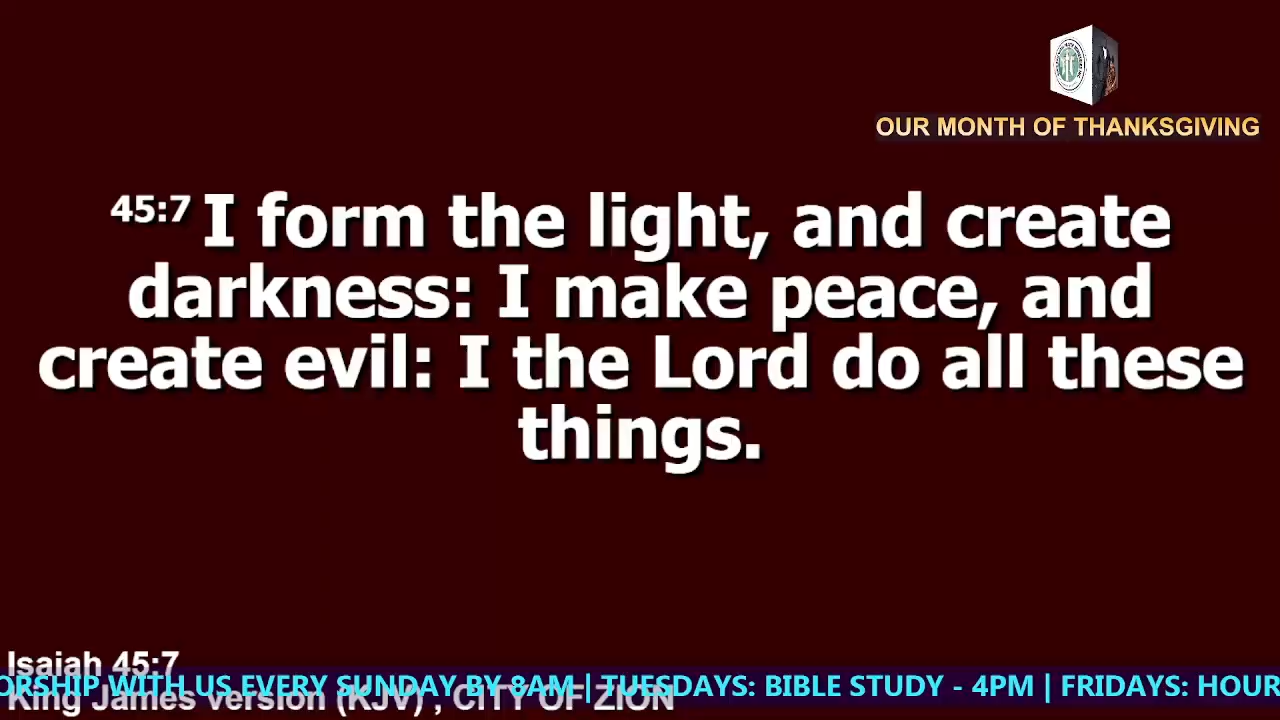 OUR MONTH OF THANKSGIVING
45:7 I form the light, and create
darkness: I make peace, and
create evil: I the Lord do all these
things.
Isaiah 45:7
ORSHIP WITH US EVERY SUNDAY BY 8AM | TUESDAYS: BIBLE STUDY - 4PM | FRIDAYS: HOUR
King James version (KJV) , CITY OF ZION